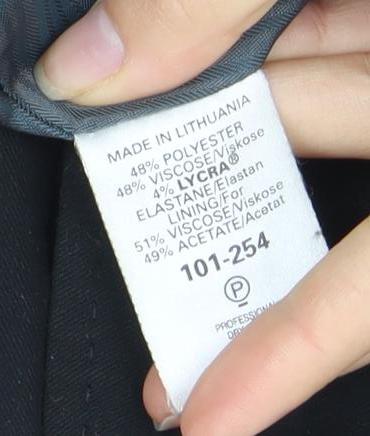 MADE IN LITHUANIA
48% POLYESTER
48% VISCOSE/Viskose
4% LYCRA®
ELASTANE/Elastan
LINING/For
51% VISCOSE/Viskose
49% ACETATE/Acetat
101-254
P
PROFESSIONAL